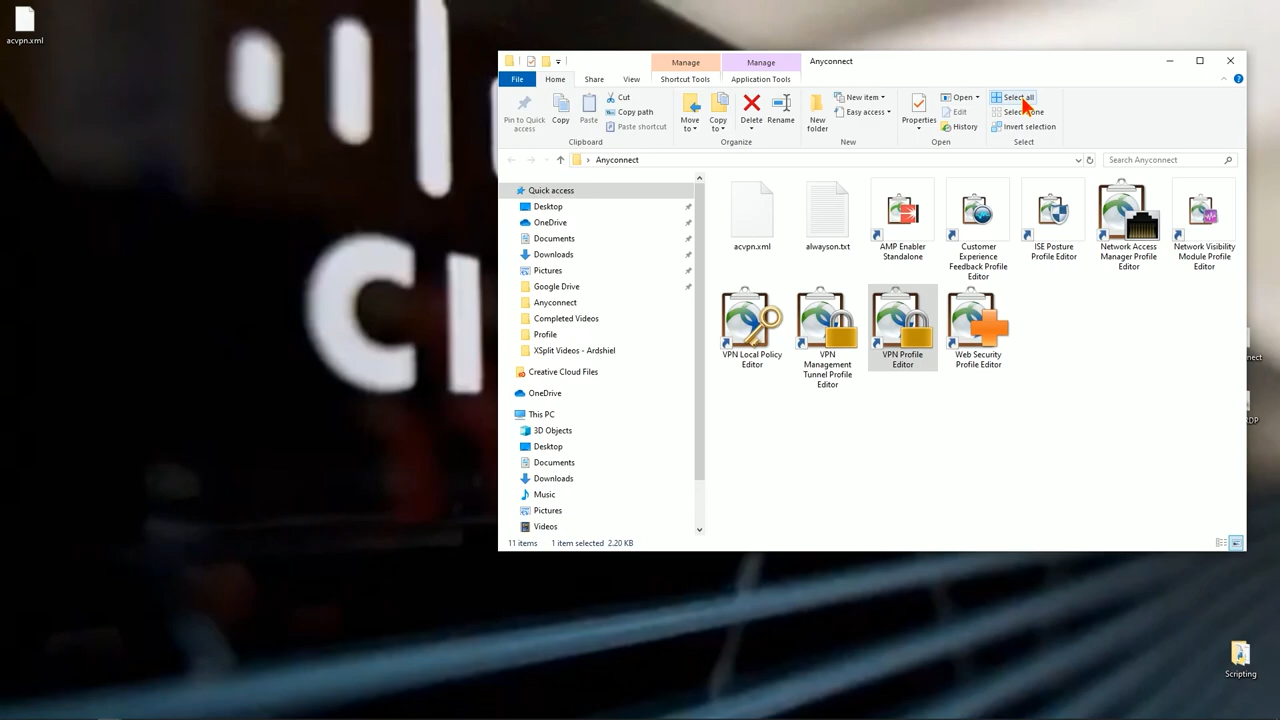 acvpn.xml
CI
Manage
Manage
Anyconnect
File
Home
Share
View
Shortcut Tools
Application Tools
Pin to Quick
access
Copy
Paste
Cut
Copy path
Paste shortcut
Clipboard
Move
to
Copy
to
Delete
Rename
Organize
New
folder
New item
Easy access
New
Properties
Open
Edit
History
Open
Select all
Invert selection
Select
Anyconnect
Search Anyconnect
Quick access
Desktop
OneDrive
Documents
Downloads
Pictures
Google Drive
Anyconnect
Completed Videos
Profile
XSplit Videos - Ardshiel
Creative Cloud Files
OneDrive
This PC
3D Objects
Desktop
Documents
Downloads
Music
Pictures
Videos
acvpn.xml
alwayson.txt
AMP Enabler
Standalone
Customer
Experience
Feedback Profile
Editor
ISE Posture
Profile Editor
Network Access
Manager Profile
Editor
Network Visibility
Module Profile
Editor
VPN Local Policy
Editor
VPN
Management
Tunnel Profile
Editor
VPN Profile
Editor
Web Security
Profile Editor
11 items
1 item selected 2.20 KB
Scripting